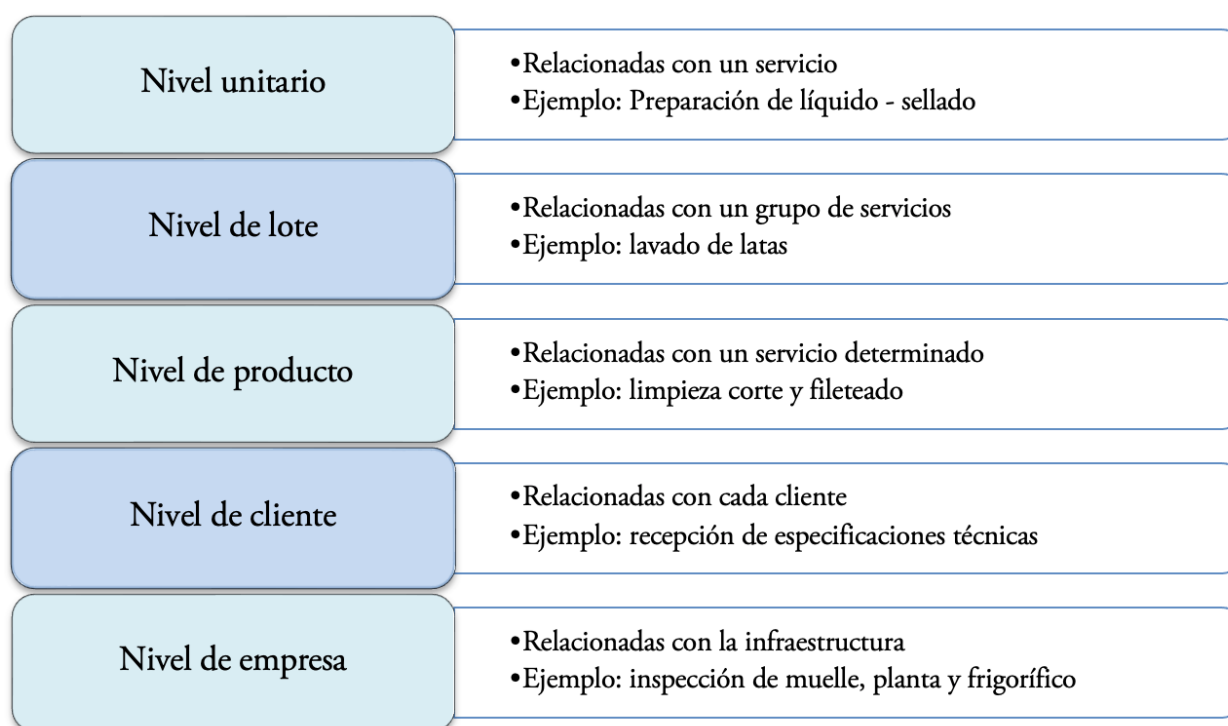 Nivel unitario
•Relacionadas con un servicio
•Ejemplo: Preparación de líquido - sellado
Nivel de lote
•Relacionadas con un grupo de servicios
•Ejemplo: lavado de latas
Nivel de producto
•Relacionadas con un servicio determinado
•Ejemplo: limpieza corte y fileteado
Nivel de cliente
•Relacionadas con cada cliente
•Ejemplo: recepción de especificaciones técnicas
Nivel de empresa
•Relacionadas con la infraestructura
•Ejemplo: inspección de muelle, planta y frigorífico